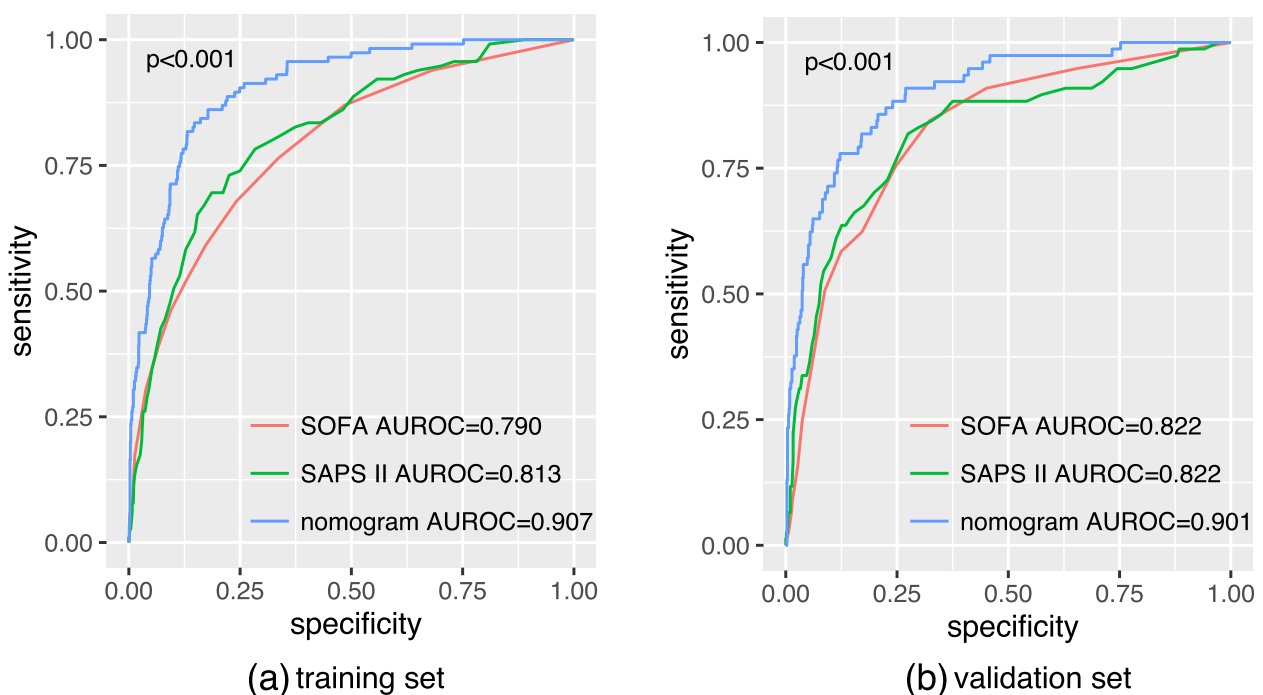 p<0.001
1.00
0.75
0.50
0.25
0.00
sensitivity
SOFA AUROC=0.790
SAPS II AUROC=0.813
nomogram AUROC=0.907
0.00 0.25 0.50 0.75 1.00
specificity
(a) training set
p<0.001
1.00
0.75
0.50
0.25
0.00
sensitivity
SOFA AUROC=0.822
SAPS II AUROC=0.822
nomogram AUROC=0.901
0.00 0.25 0.50 0.75 1.00
specificity
(b) validation set